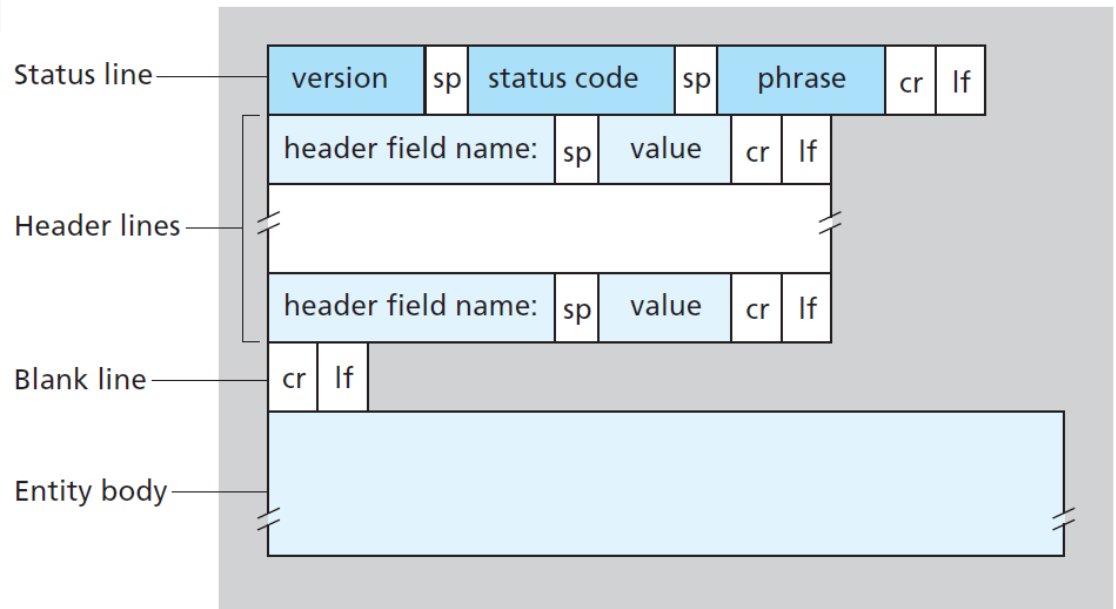 Status line version sp status code sp phrase cr lf
header field name: sp value cr lf
Header lines
header field name: sp value cr lf
Blank line cr lf
Entity body